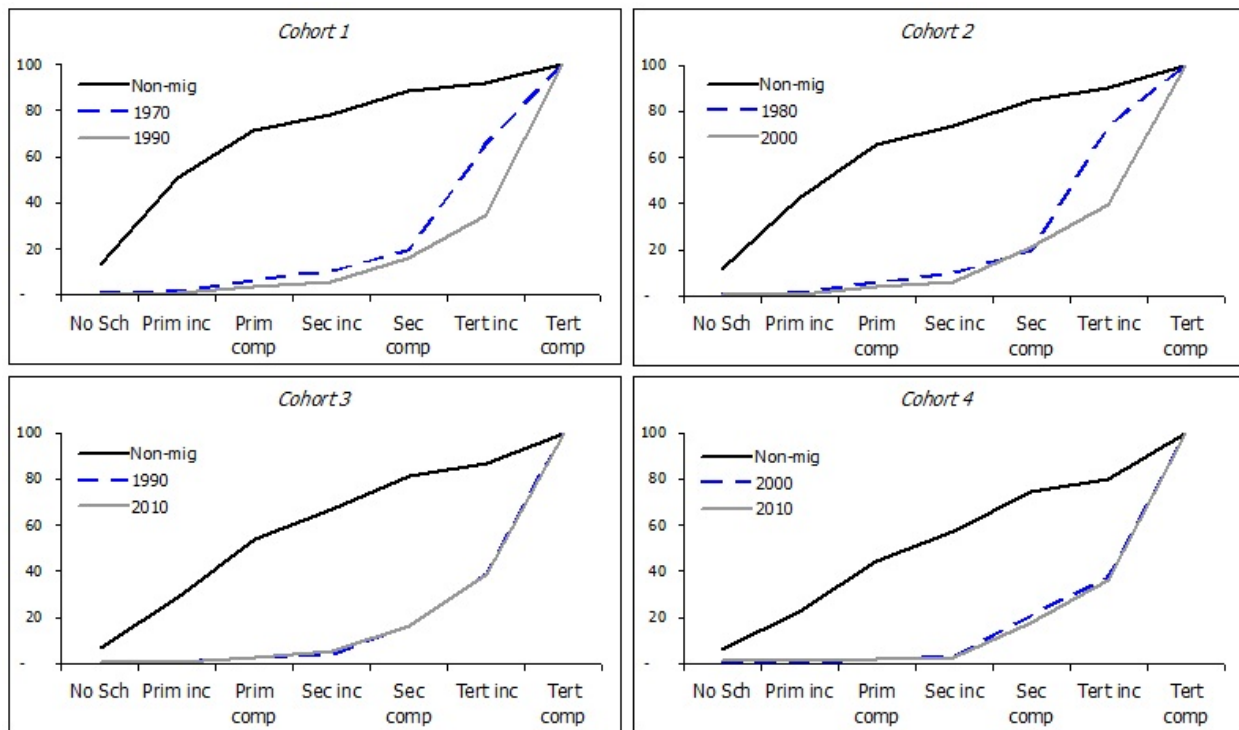 Cohort 1
100
80
60
40
20
-
Non-mig
1970
1990
No Sch Prim inc Prim comp Sec inc Sec comp Tert inc Tert comp
Cohort 2
100
80
60
40
20
-
Non-mig
1980
2000
No Sch Prim inc Prim comp Sec inc Sec comp Tert inc Tert comp
Cohort 3
100
80
60
40
20
-
Non-mig
1990
2010
No Sch Prim inc Prim comp Sec inc Sec comp Tert inc Tert comp
Cohort 4
100
80
60
40
20
-
Non-mig
2000
2010
No Sch Prim inc Prim comp Sec inc Sec comp Tert inc Tert comp